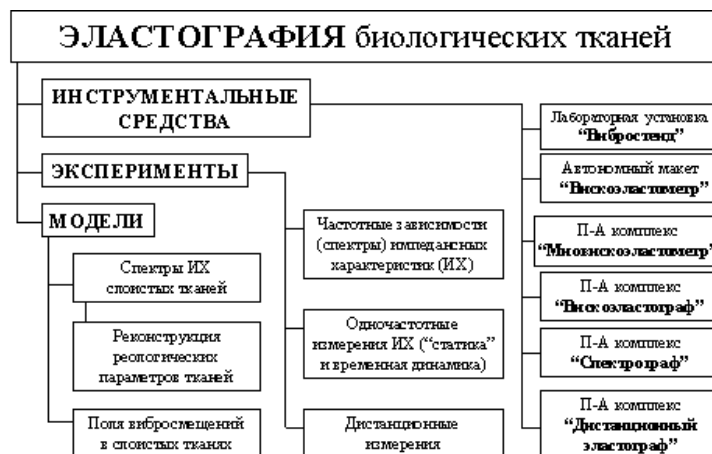 ЭЛАСТОГРАФИЯ биологических тканей
ИНСТРУМЕНТАЛЬНЫЕ
СРЕДСТВА
ЭКСПЕРИМЕНТЫ
МОДЕЛИ
Спектры ИХ
слоистых тканей
Реконструкция
реологических
параметров тканей
Поля вибросмещений
в слоистых тканях
Частотные зависимости
(спектры) импедансных
характеристик (ИХ)
Одночастотные
измерения ИХ ("статика"
и временная динамика)
Дистанционные
измерения
Лабораторная установка
"Вибростенд"
Автономный макет
"Вискоэластометр"
П-А комплекс
"Миовискоэластометр"
П-А комплекс
"Вискоэластограф"
П-А комплекс
"Спектрограф"
П-А комплекс
"Дистанционный
эластограф"